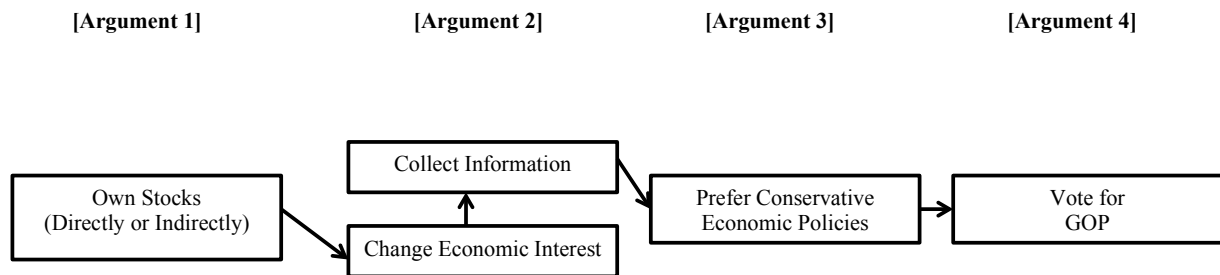 [Argument 1] [Argument 2] [Argument 3] [Argument 4]
Collect Information
Own Stocks
(Directly or Indirectly)
Change Economic Interest
Prefer Conservative
Economic Policies
Vote for
GOP